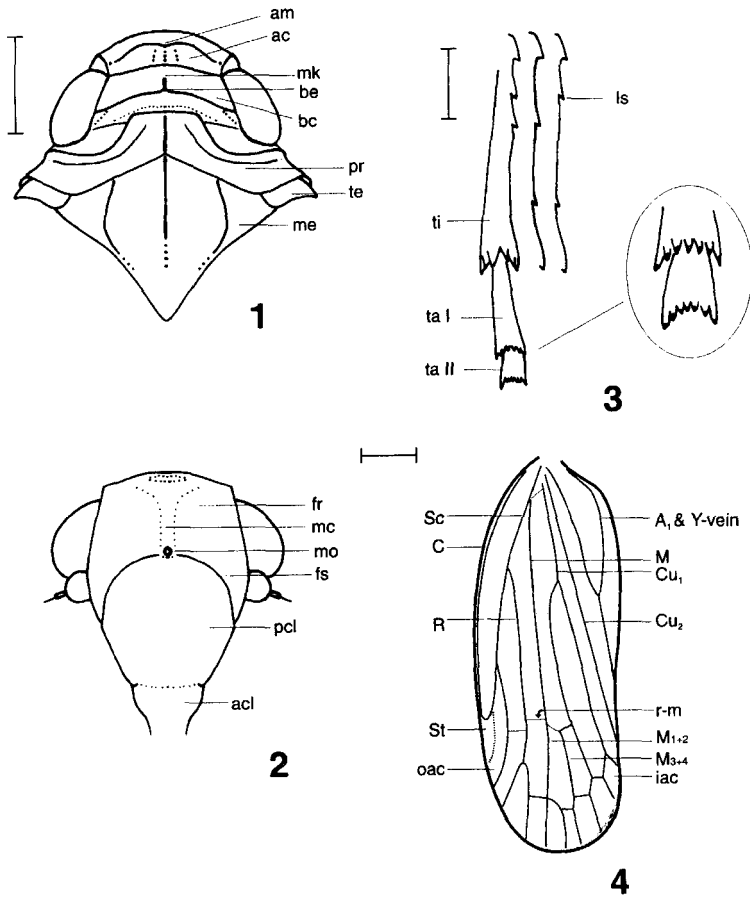 am
ac
mk
be
bc
pr
te
me
1
ls
ti
ta I
ta II
3
fr
mc
mo
fs
pcl
acl
2
Sc
C
R
St
oac
A₁ & Y-vein
M
Cu₁
Cu₂
r-m
M₁₊₂
M₃₊₄
iac
4